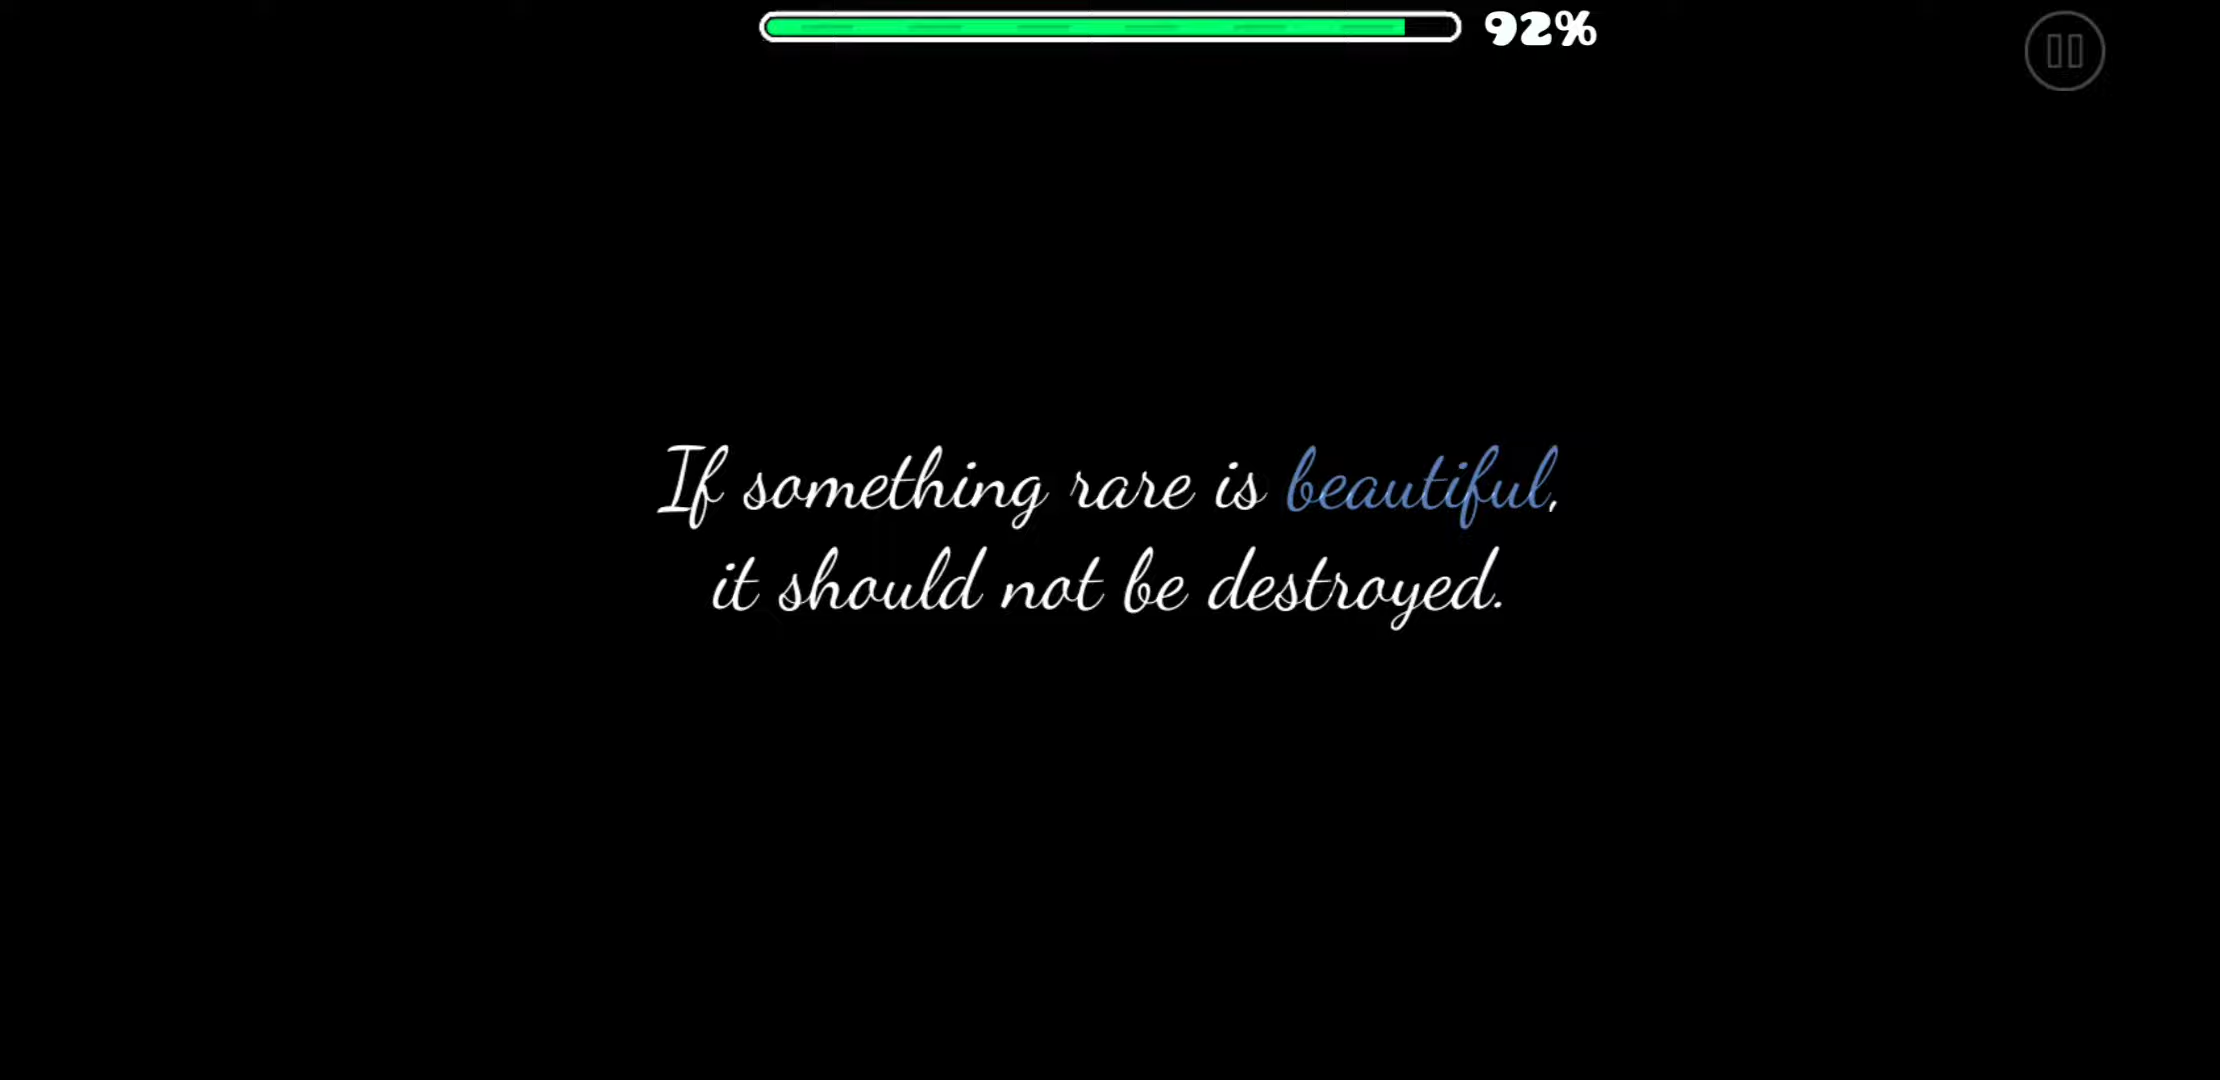 92%
If something rare is beautiful,
it should not be destroyed.